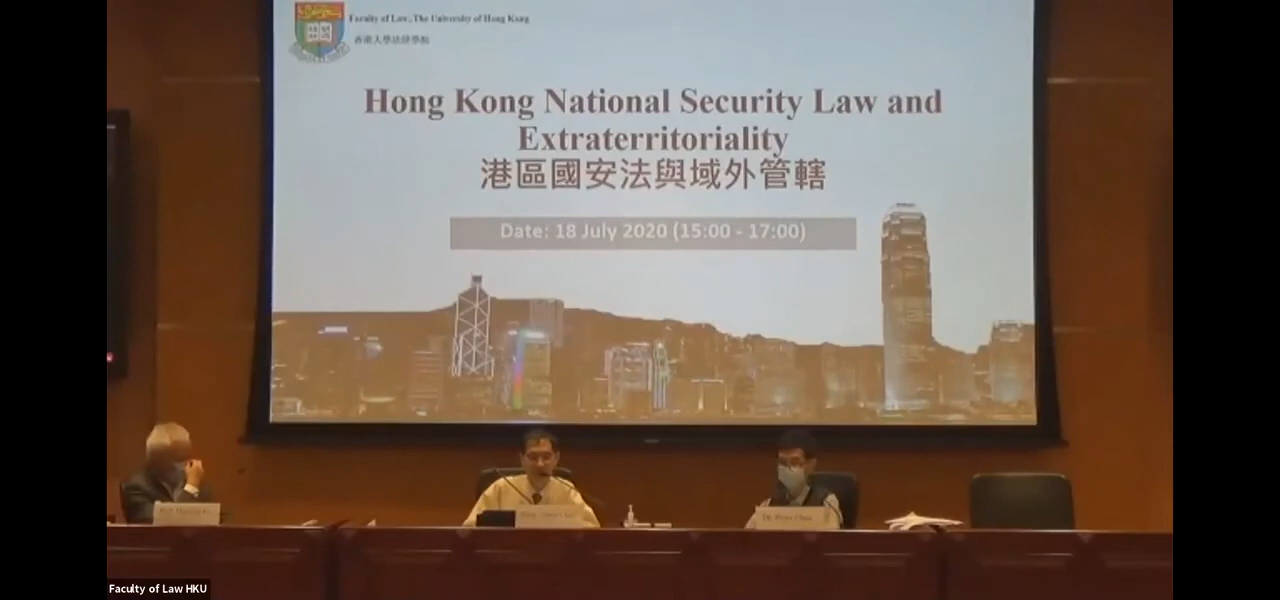 Faculty of Law, The University of Hong Kong
香港大學法律學院
Hong Kong National Security Law and
Extraterritoriality
港區國安法與域外管轄
Date: 18 July 2020 (15:00 - 17:00)
Faculty of Law HKU